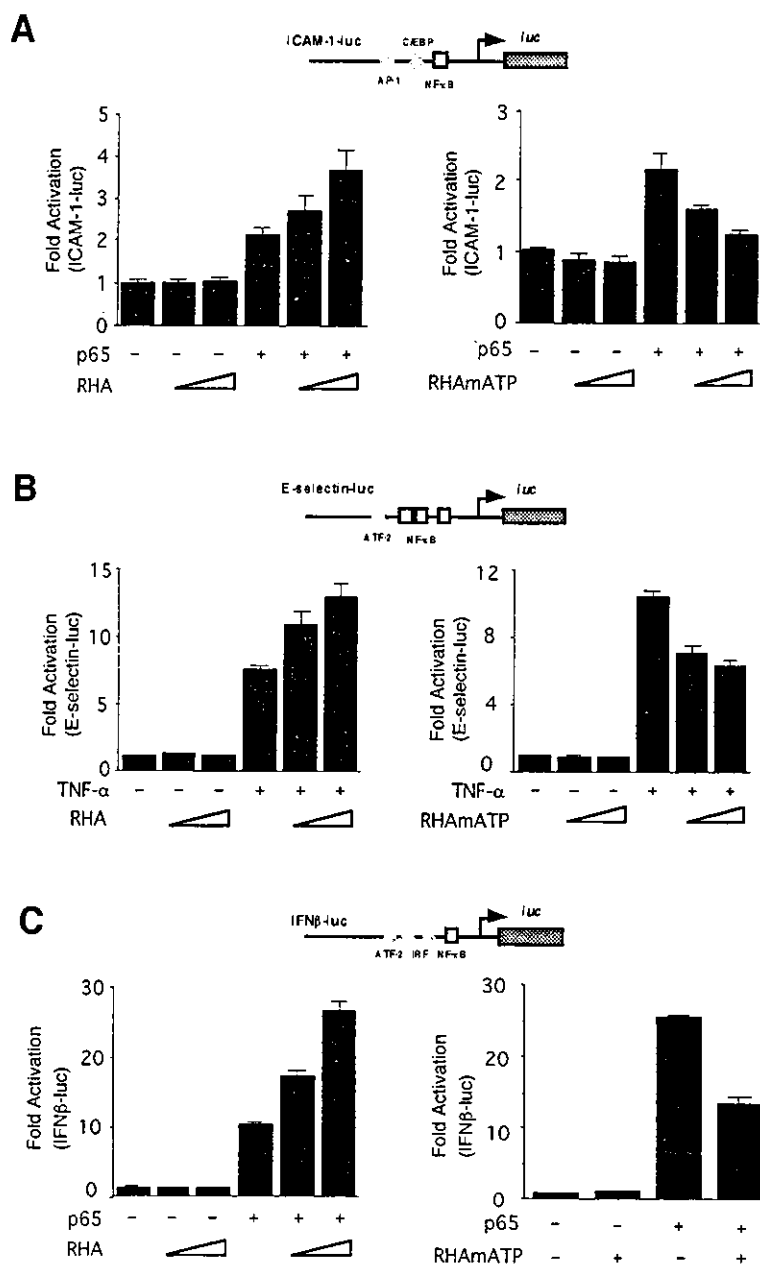 A
ICAM-1-luc
C/EBP
luc
AP-1
NFκB
Fold Activation
(ICAM-1-luc)
5
4
3
2
1
0
p65 - - - + + +
RHA
Fold Activation
(ICAM-1-luc)
3
2
1
0
p65 - - - + + +
RHAmATP
B
E-selectin-luc
luc
ATF-2
NFκB
Fold Activation
(E-selectin-luc)
15
10
5
0
TNF-α - - - + + +
RHA
Fold Activation
(E-selectin-luc)
12
8
4
0
TNF-α - - - + + +
RHAmATP
C
IFNβ-luc
luc
ATF-2 IRF NFκB
Fold Activation
(IFNβ-luc)
30
20
10
0
p65 - - - + + +
RHA
Fold Activation
(IFNβ-luc)
30
20
10
0
p65 - - + +
RHAmATP - + - +